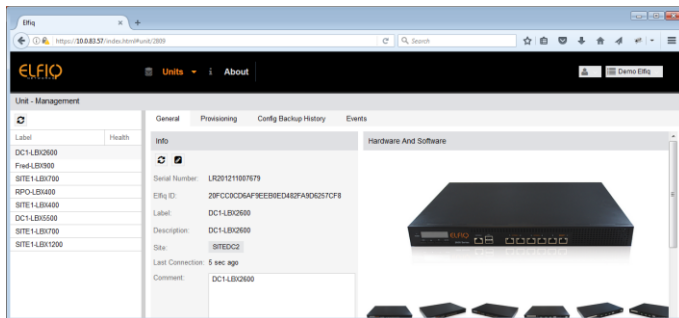 Elfiq
https://10.0.83.57/index.html#unit/2809
Search
ELFIQ
Units
About
Demo Elfiq
Unit - Management
General
Provisioning
Config Backup History
Events
Label
Health
DC1-LBX2600
Fred-LBX900
SITE1-LBX700
RPO-LBX400
SITE1-LBX400
DC1-LBX5500
SITE1-LBX700
SITE1-LBX1200
Info
Serial Number: LR201211007679
Elfiq ID: 20FCC0CD6AF9EEB0ED482FA9D6257CF8
Label: DC1-LBX2600
Description: DC1-LBX2600
Site: SITEDC2
Last Connection: 5 sec ago
Comment: DC1-LBX2600
Hardware And Software
ELFIQ